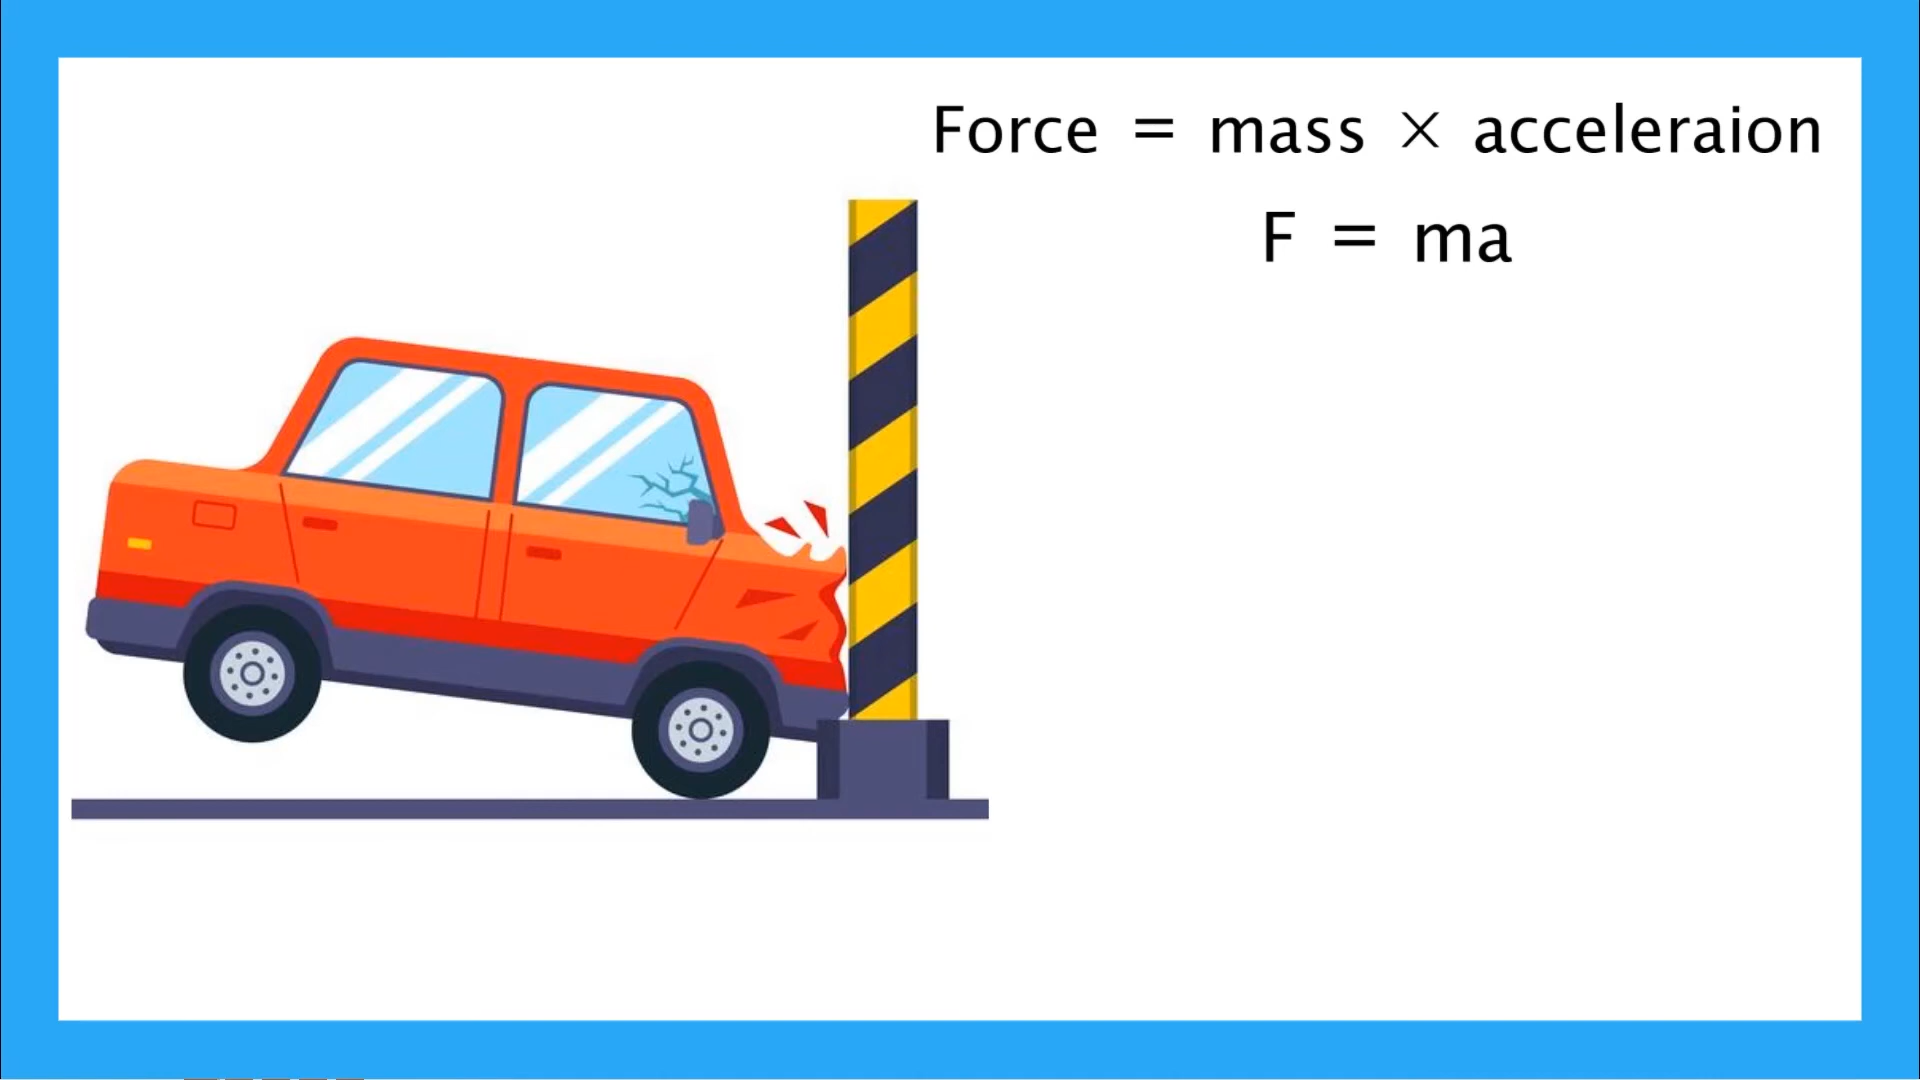 Force = mass × acceleraion
F = ma